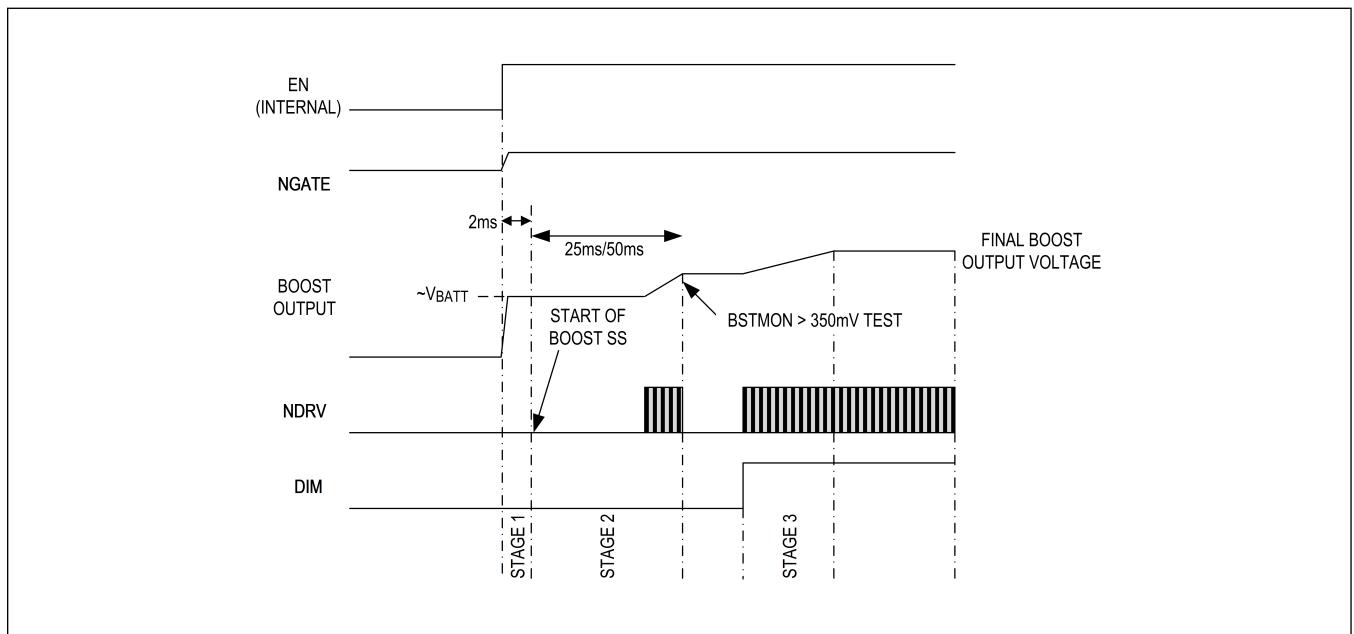 EN
(INTERNAL)
NGATE
2ms
25ms/50ms
FINAL BOOST
OUTPUT VOLTAGE
BOOST
OUTPUT
~VBATT
START OF
BOOST SS
BSTMON > 350mV TEST
NDRV
DIM
STAGE 1
STAGE 2
STAGE 3